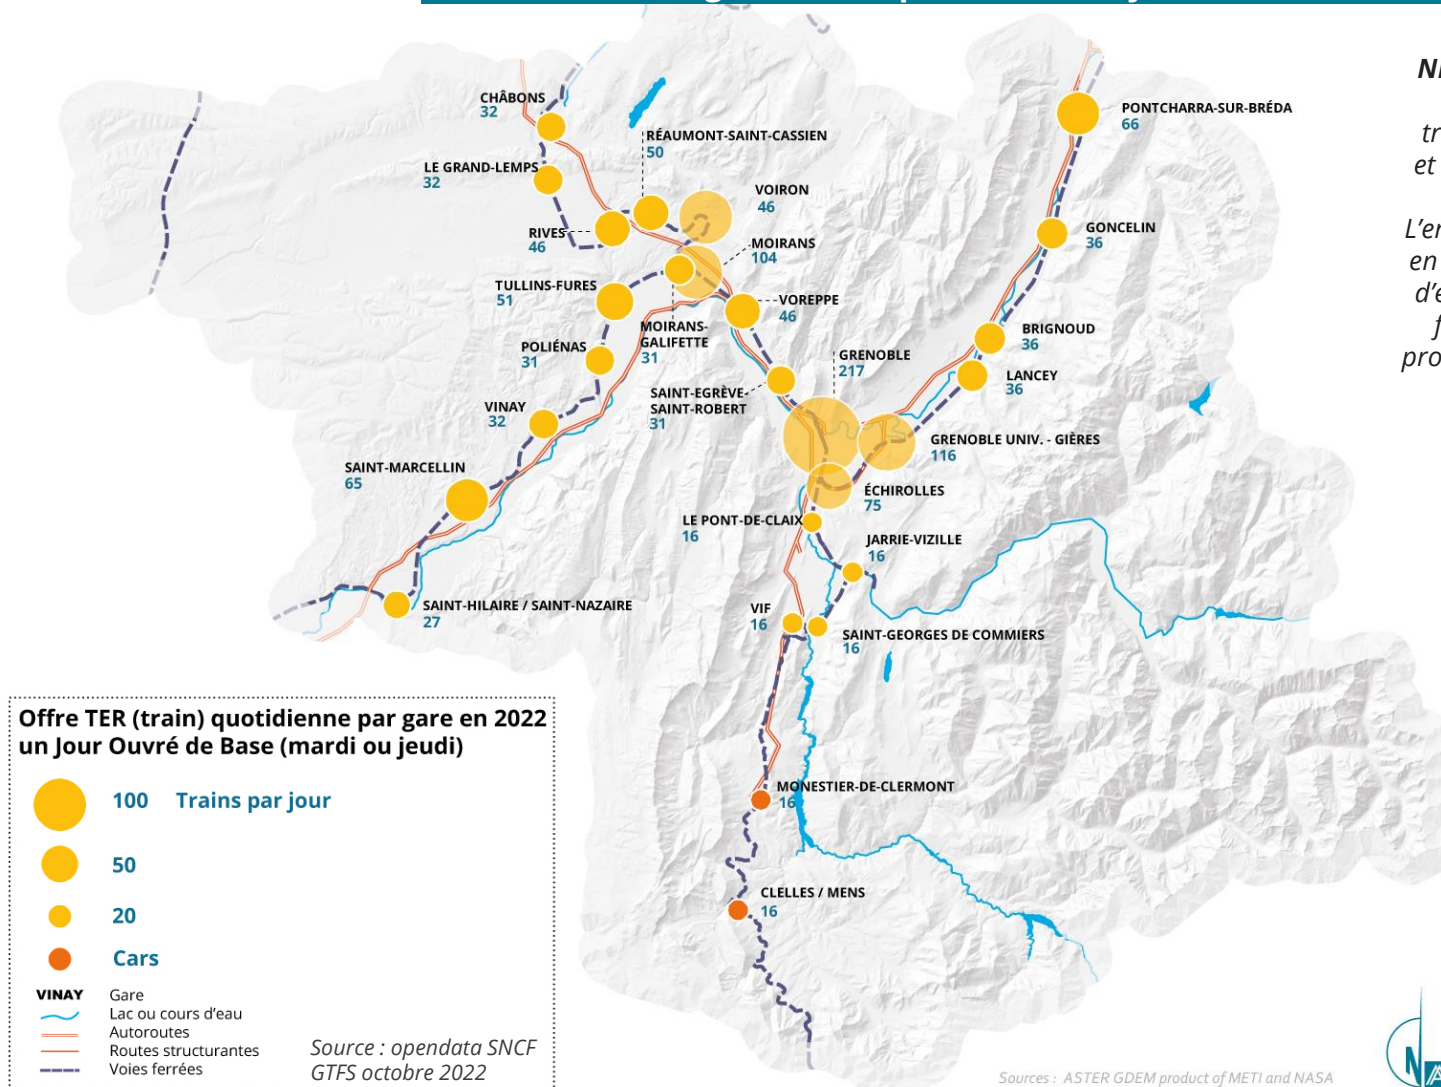 CHÂBONS
32
LE GRAND-LEMPS
32
RÉAUMONT-SAINT-CASSIEN
50
VOIRON
46
RIVES
46
MOIRANS
104
TULLINS-FURES
51
VOREPPE
46
MOIRANS-
GALIFETTE
31
POLIÉNAS
31
GRENOBLE
217
SAINT-EGRÈVE-
SAINT-ROBERT
31
VINAY
32
SAINT-MARCELLIN
65
PONTCHARRA-SUR-BRÉDA
66
GONCELIN
36
BRIGNOUD
36
LANCEY
36
GRENOBLE UNIV. - GIÈRES
116
ÉCHIROLLES
75
LE PONT-DE-CLAIX
16
JARRIE-VIZILLE
16
SAINT-HILAIRE / SAINT-NAZAIRE
27
VIF
16
SAINT-GEORGES DE COMMIERS
16
MONESTIER-DE-CLERMONT
16
CLELLES / MENS
16
et
L'en
en
d'é
Offre TER (train) quotidienne par gare en 2022
un Jour Ouvré de Base (mardi ou jeudi)
100 Trains par jour
50
20
Cars
VINAY Gare
Lac ou cours d'eau
Autoroutes
Routes structurantes
Voies ferrées
Source : opendata SNCF
GTFS octobre 2022
Sources : ASTER GDEM product of METI and NASA